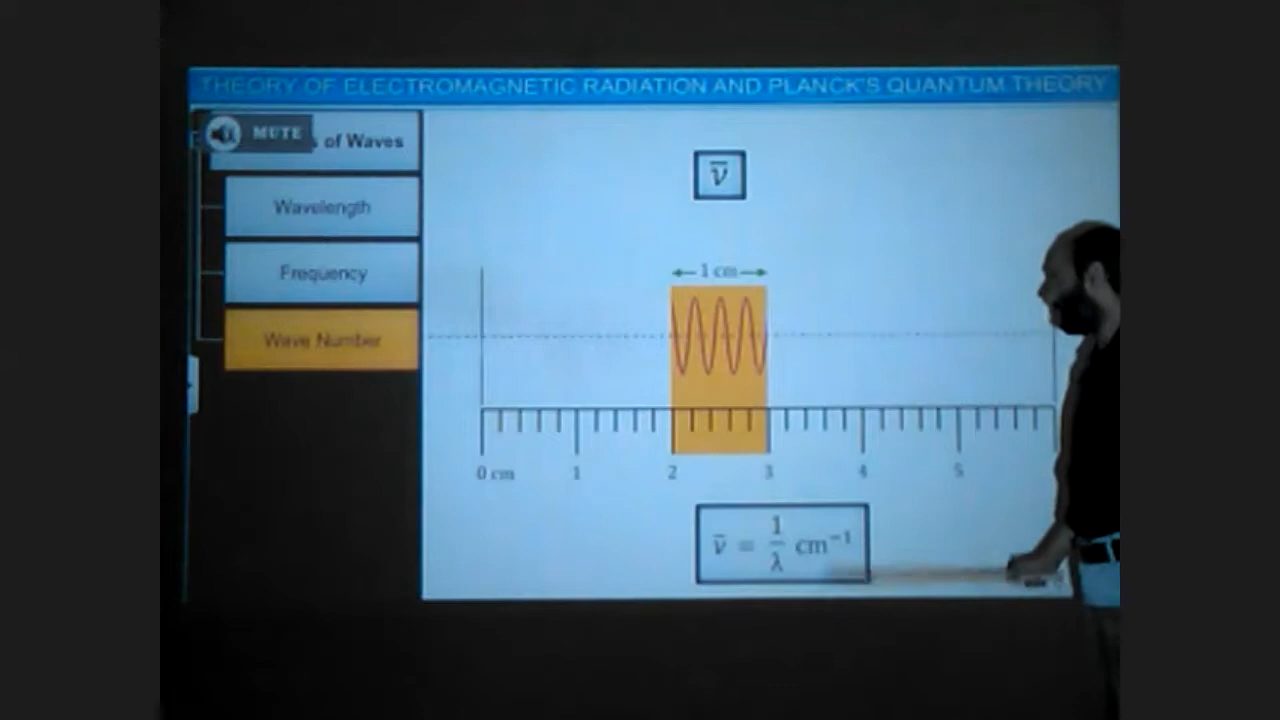 THEORY OF ELECTROMAGNETIC RADIATION AND PLANCK'S QUANTUM THEORY
MUTE
of Waves
Wavelength
Frequency
Wave Number
ν̅
1 cm
0 cm 1 2 3 4 5
ν̅ = 1/λ cm⁻¹